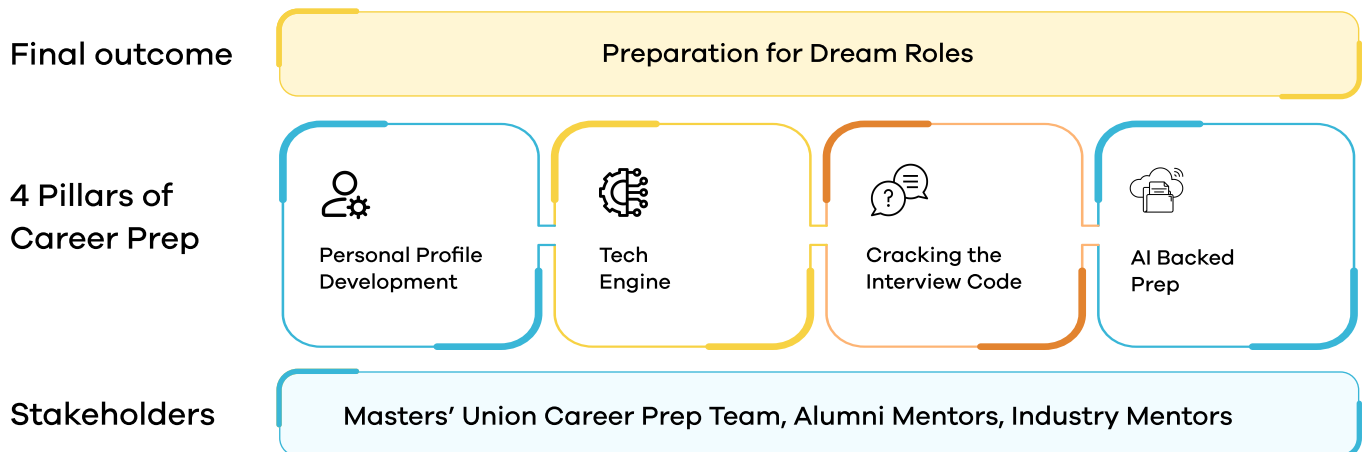 Final outcome
Preparation for Dream Roles
4 Pillars of
Career Prep
Personal Profile
Development
Tech
Engine
?
Cracking the
Interview Code
AI Backed
Prep
Stakeholders
Masters’ Union Career Prep Team, Alumni Mentors, Industry Mentors